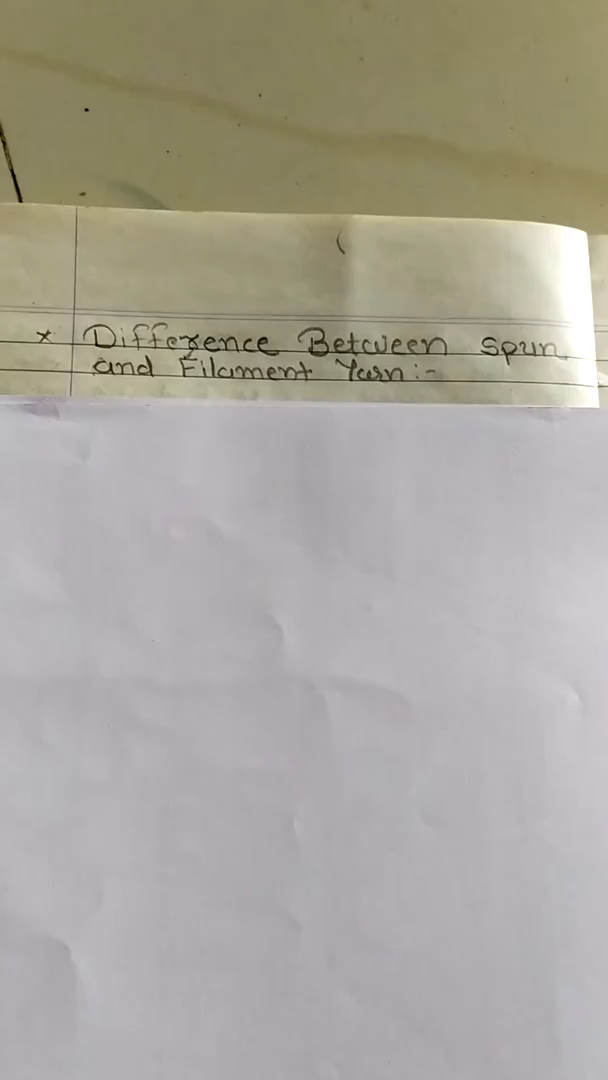 * Difference Between Spun
and Filament Yarn :-